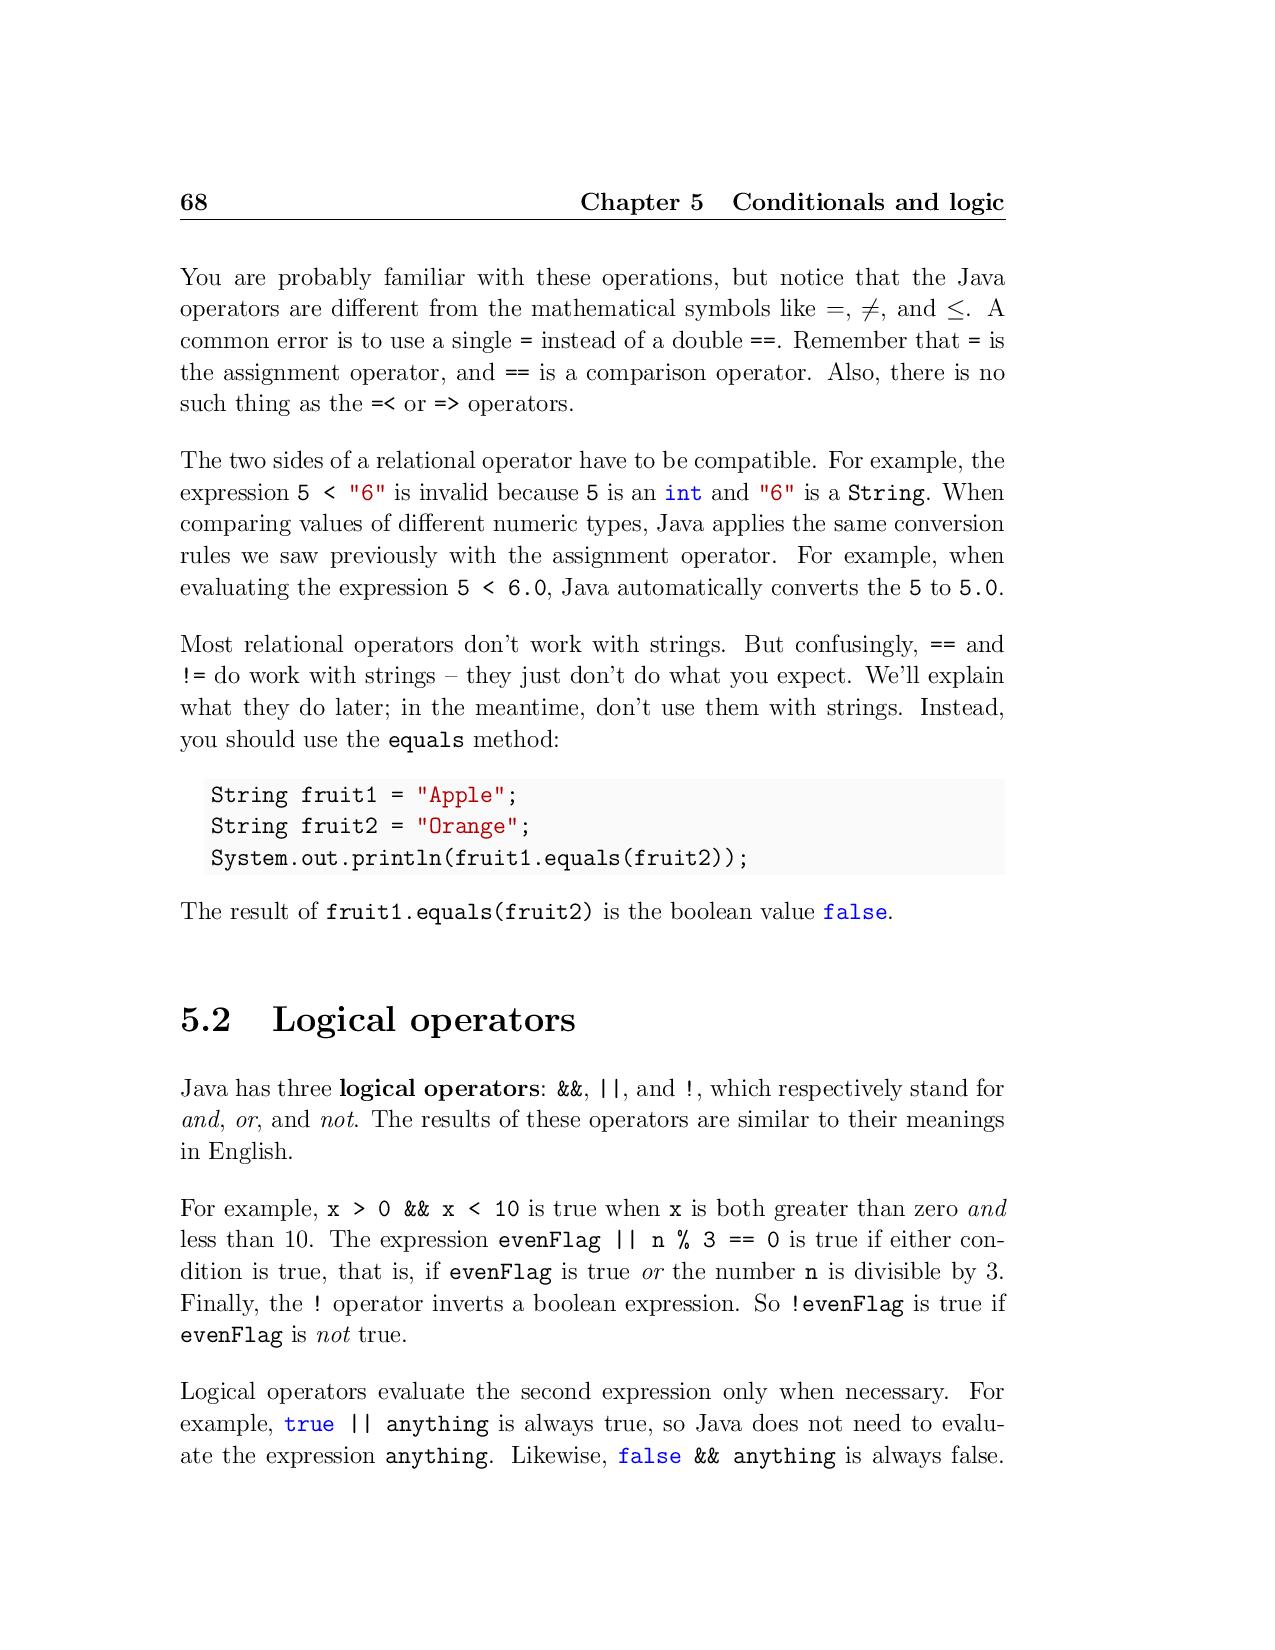 68 Chapter 5 Conditionals and logic
You are probably familiar with these operations, but notice that the Java
operators are different from the mathematical symbols like =, ≠, and ≤. A
common error is to use a single = instead of a double ==. Remember that = is
the assignment operator, and == is a comparison operator. Also, there is no
such thing as the =< or => operators.
The two sides of a relational operator have to be compatible. For example, the
expression 5 < "6" is invalid because 5 is an int and "6" is a String. When
comparing values of different numeric types, Java applies the same conversion
rules we saw previously with the assignment operator. For example, when
evaluating the expression 5 < 6.0, Java automatically converts the 5 to 5.0.
Most relational operators don't work with strings. But confusingly, == and
!= do work with strings – they just don't do what you expect. We'll explain
what they do later; in the meantime, don't use them with strings. Instead,
you should use the equals method:
String fruit1 = "Apple";
String fruit2 = "Orange";
System.out.println(fruit1.equals(fruit2));
The result of fruit1.equals(fruit2) is the boolean value false.
5.2 Logical operators
Java has three logical operators: &&, ||, and !, which respectively stand for
and, or, and not. The results of these operators are similar to their meanings
in English.
For example, x > 0 && x < 10 is true when x is both greater than zero and
less than 10. The expression evenFlag || n % 3 == 0 is true if either con-
dition is true, that is, if evenFlag is true or the number n is divisible by 3.
Finally, the ! operator inverts a boolean expression. So !evenFlag is true if
evenFlag is not true.
Logical operators evaluate the second expression only when necessary. For
example, true || anything is always true, so Java does not need to evalu-
ate the expression anything. Likewise, false && anything is always false.